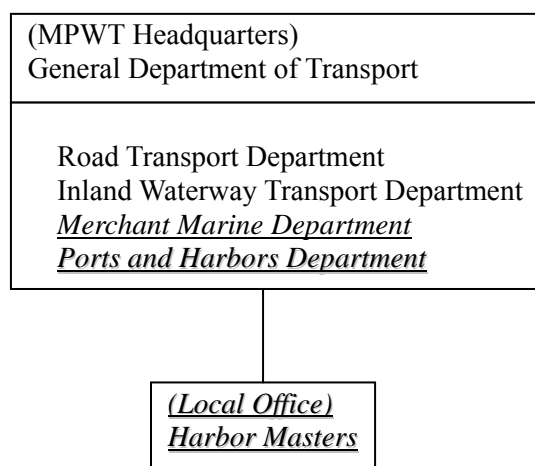 (MPWT Headquarters)
General Department of Transport
Road Transport Department
Inland Waterway Transport Department
Merchant Marine Department
Ports and Harbors Department
(Local Office)
Harbor Masters